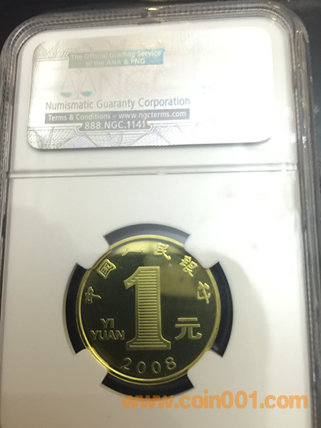 The Official Grading Service
of the ANA & PNG
Numismatic Guaranty Corporation
Terms & Conditions – www.ngcterms.com
888.NGC.1141
中国人民银行
YI
YUAN
1
元
2008
www.coin001.com